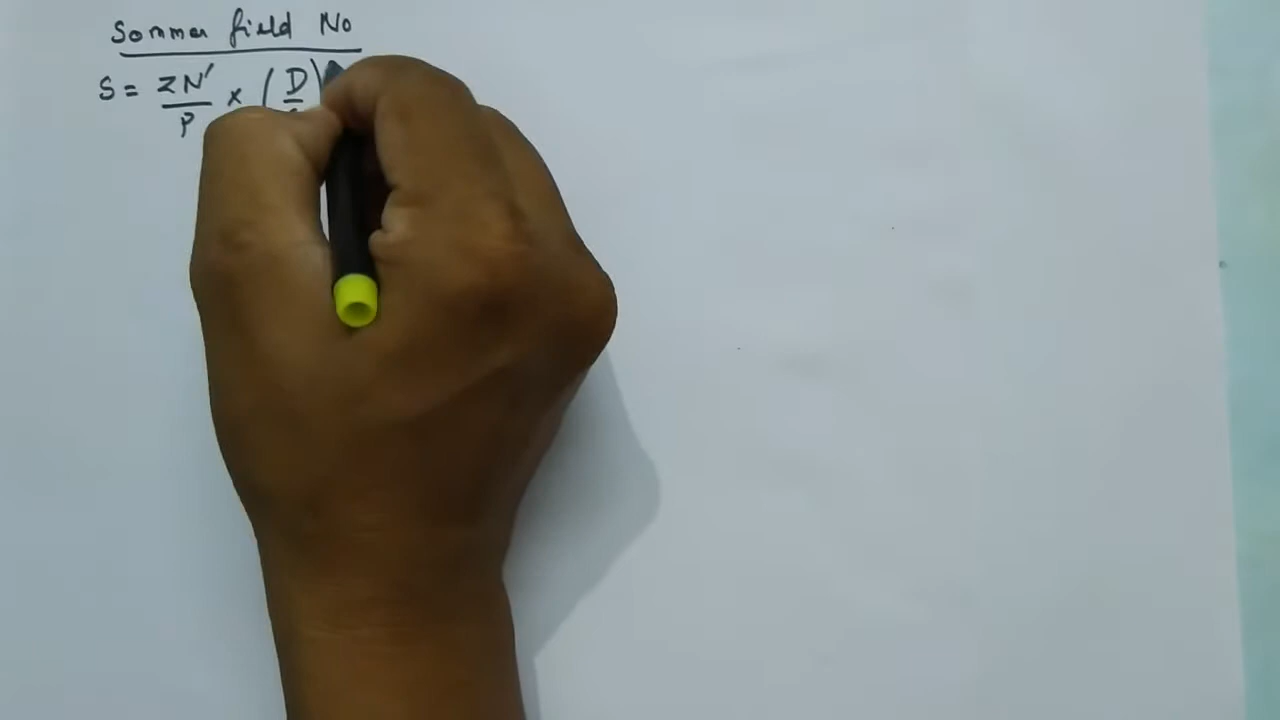 Sommer field No
S = ZN' / P × (D /